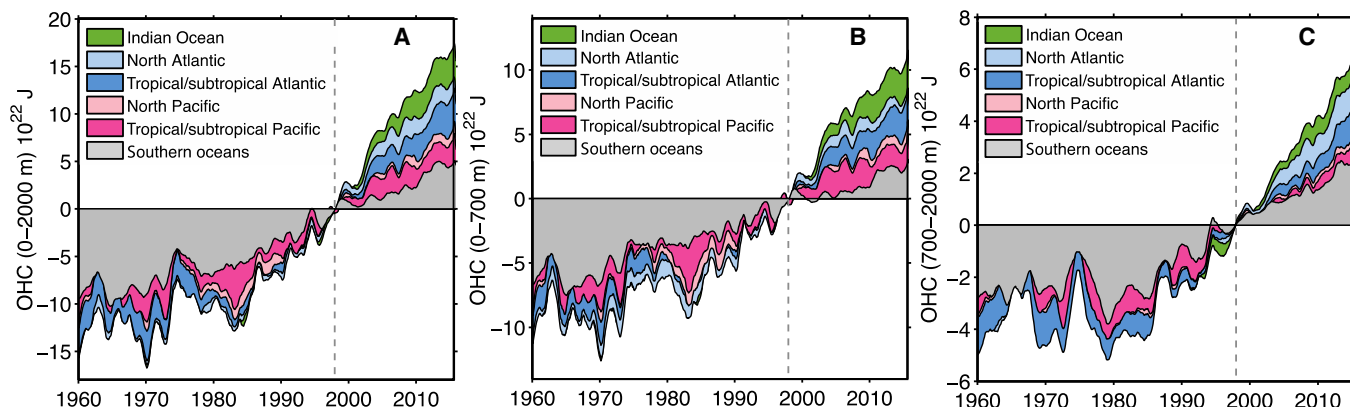 A
OHC (0–2000 m) 10²² J
20
15
10
5
0
−5
−10
−15
Indian Ocean
North Atlantic
Tropical/subtropical Atlantic
North Pacific
Tropical/subtropical Pacific
Southern oceans
1960 1970 1980 1990 2000 2010
B
OHC (0–700 m) 10²² J
10
5
0
−5
−10
Indian Ocean
North Atlantic
Tropical/subtropical Atlantic
North Pacific
Tropical/subtropical Pacific
Southern oceans
1960 1970 1980 1990 2000 2010
C
OHC (700–2000 m) 10²² J
8
6
4
2
0
−2
−4
−6
Indian Ocean
North Atlantic
Tropical/subtropical Atlantic
North Pacific
Tropical/subtropical Pacific
Southern oceans
1960 1970 1980 1990 2000 2010